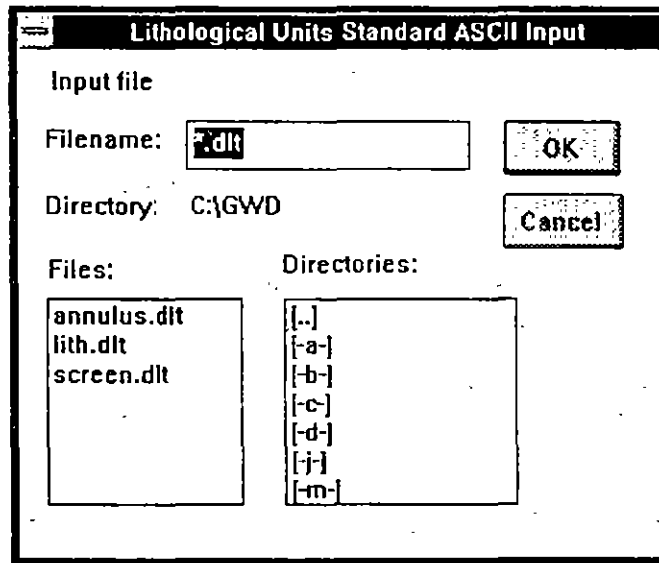 Lithological Units Standard ASCII Input
Input file
Filename: *.dlt
OK
Directory: C:\GWD
Cancel
Files:
Directories:
annulus.dlt
lith.dlt
screen.dlt
[..]
[-a-]
[-b-]
[-c-]
[-d-]
[-j-]
[-m-]